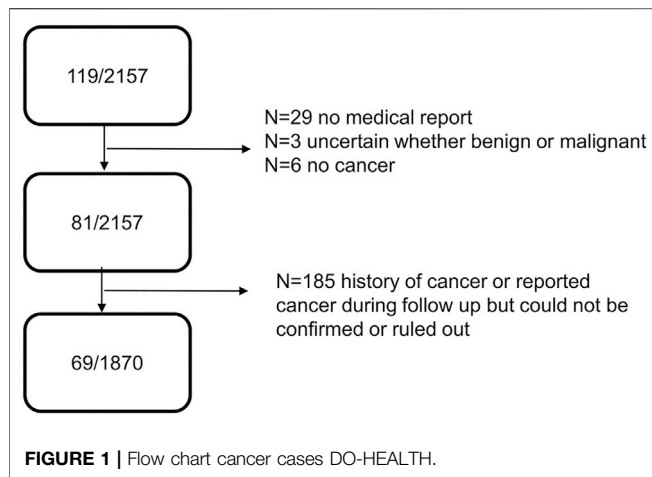 119/2157
N=29 no medical report
N=3 uncertain whether benign or malignant
N=6 no cancer
81/2157
N=185 history of cancer or reported
cancer during follow up but could not be
confirmed or ruled out
69/1870
FIGURE 1 | Flow chart cancer cases DO-HEALTH.